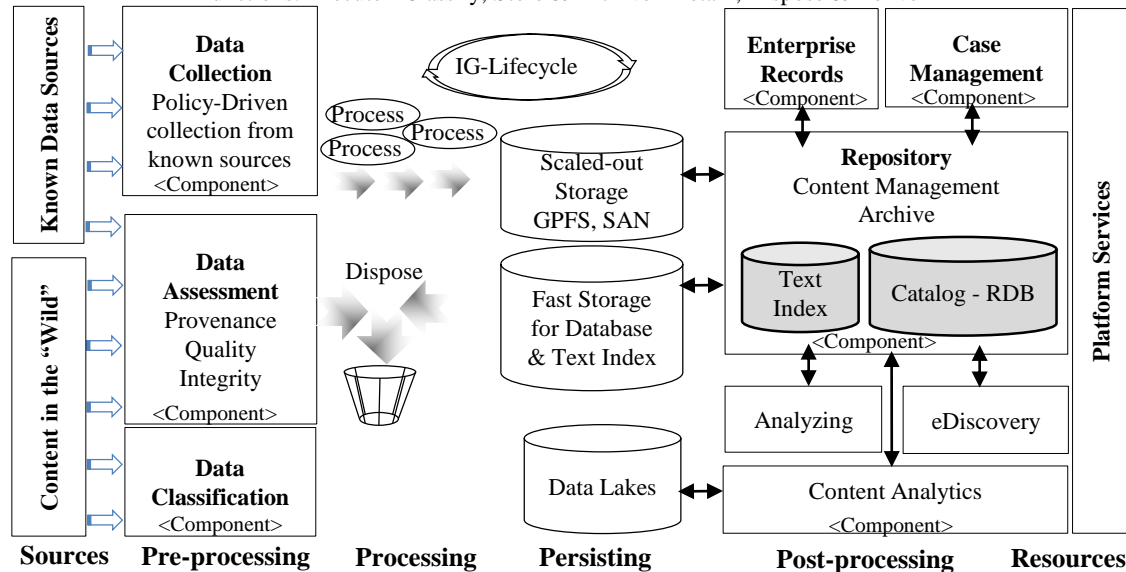 Known Data Sources
Content in the “Wild”
Data
Collection
Policy-Driven
collection from
known sources
<Component>
Data
Assessment
Provenance
Quality
Integrity
<Component>
Data
Classification
<Component>
IG-Lifecycle
Process
Process
Process
Dispose
Scaled-out
Storage
GPFS, SAN
Fast Storage
for Database
& Text Index
Data Lakes
Enterprise
Records
<Component>
Case
Management
<Component>
Repository
Content Management
Archive
Text
Index
Catalog - RDB
<Component>
Analyzing
eDiscovery
Content Analytics
<Component>
Platform Services
Sources
Pre-processing
Processing
Persisting
Post-processing
Resources